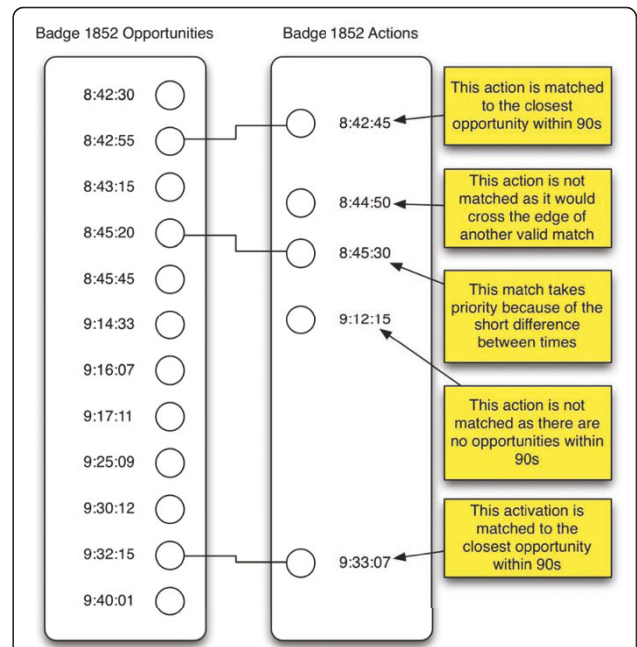 Badge 1852 Opportunities
Badge 1852 Actions
8:42:30
8:42:55
8:43:15
8:45:20
8:45:45
9:14:33
9:16:07
9:17:11
9:25:09
9:30:12
9:32:15
9:40:01
8:42:45
8:44:50
8:45:30
9:12:15
9:33:07
This action is matched
to the closest
opportunity within 90s
This action is not
matched as it would
cross the edge of
another valid match
This match takes
priority because of the
short difference
between times
This action is not
matched as there are
no opportunities within
90s
This activation is
matched to the
closest opportunity
within 90s